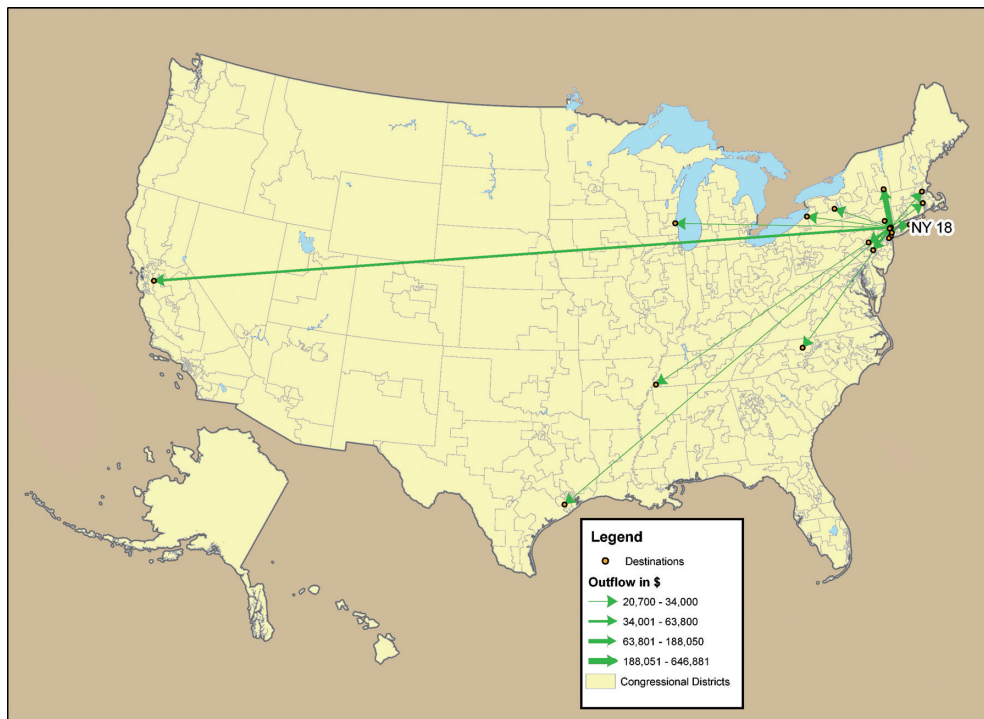 NY 18
Legend
Destinations
Outflow in $
20,700 - 34,000
34,001 - 63,800
63,801 - 188,050
188,051 - 646,881
Congressional Districts